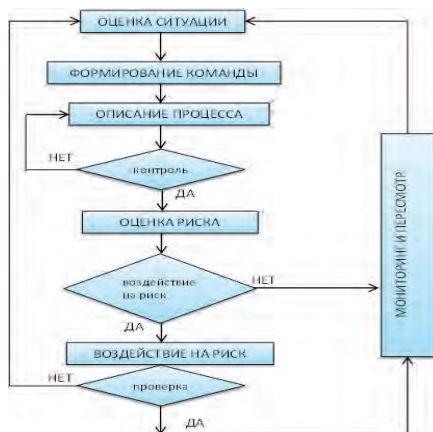 ОЦЕНКА СИТУАЦИИ
ФОРМИРОВАНИЕ КОМАНДЫ
ОПИСАНИЕ ПРОЦЕССА
НЕТ
контроль
ДА
ОЦЕНКА РИСКА
воздействие
на риск
НЕТ
ДА
ВОЗДЕЙСТВИЕ НА РИСК
НЕТ
проверка
ДА
МОНИТОРИНГ И ПЕРЕСМОТР